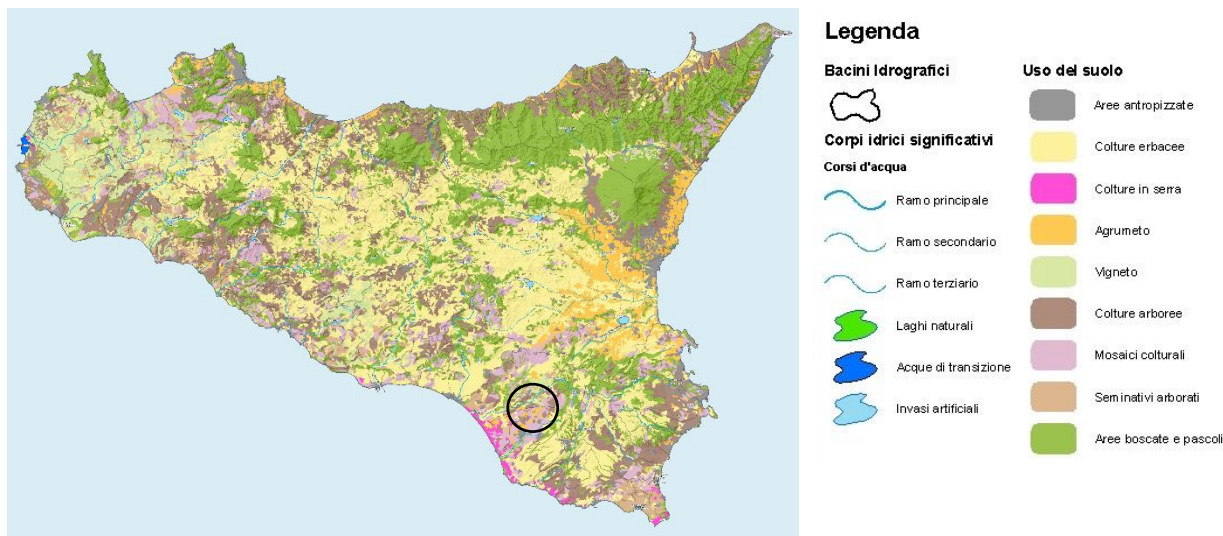 Legenda
Bacini Idrografici
Corpi idrici significativi
Corsi d'acqua
Ramo principale
Ramo secondario
Ramo terziario
Laghi naturali
Acque di transizione
Invasi artificiali
Uso del suolo
Aree antropizzate
Colture erbacee
Colture in serra
Agrumeto
Vigneto
Colture arboree
Mosaici colturali
Seminativi arborati
Aree boscate e pascoli